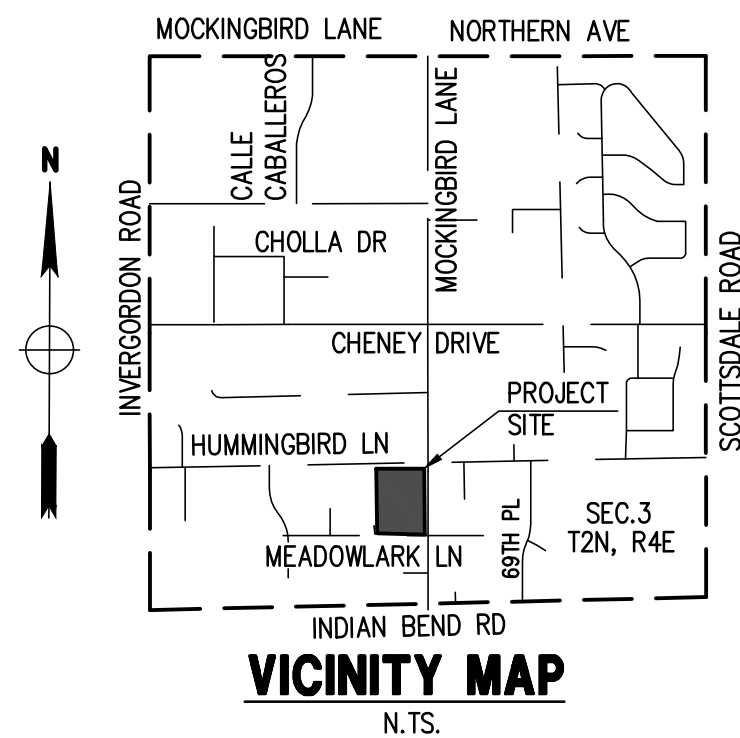 MOCKINGBIRD LANE
NORTHERN AVE
CALLE
CABALLEROS
MOCKINGBIRD LANE
N
INVERGORDON ROAD
CHOLLA DR
SCOTTSDALE ROAD
CHENEY DRIVE
PROJECT
SITE
HUMMINGBIRD LN
69TH PL
SEC.3
T2N, R4E
MEADOWLARK LN
INDIAN BEND RD
VICINITY MAP
N.TS.